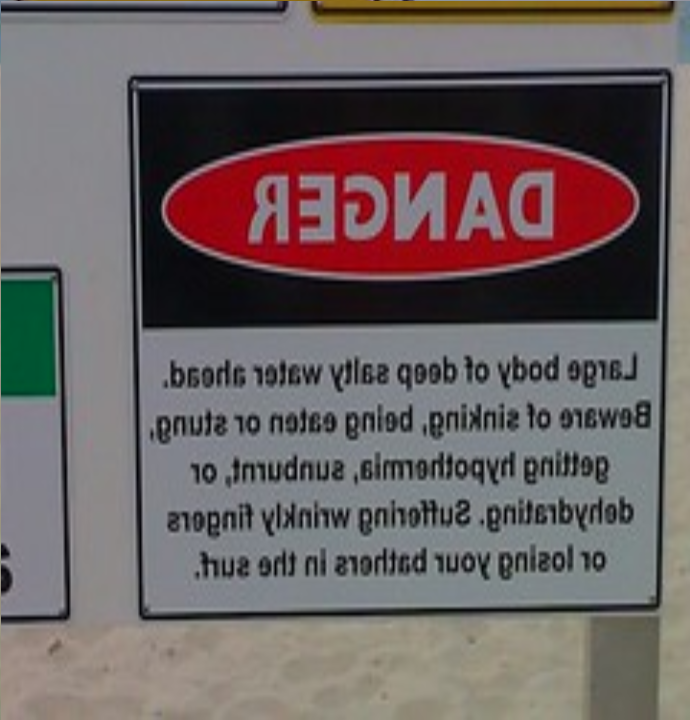 DANGER
Large body of deep salty water ahead.
Beware of sinking, being eaten or stung,
getting hypothermia, sunburnt, or
dehydrating. Suffering wrinkly fingers
or losing your bathers in the surf.